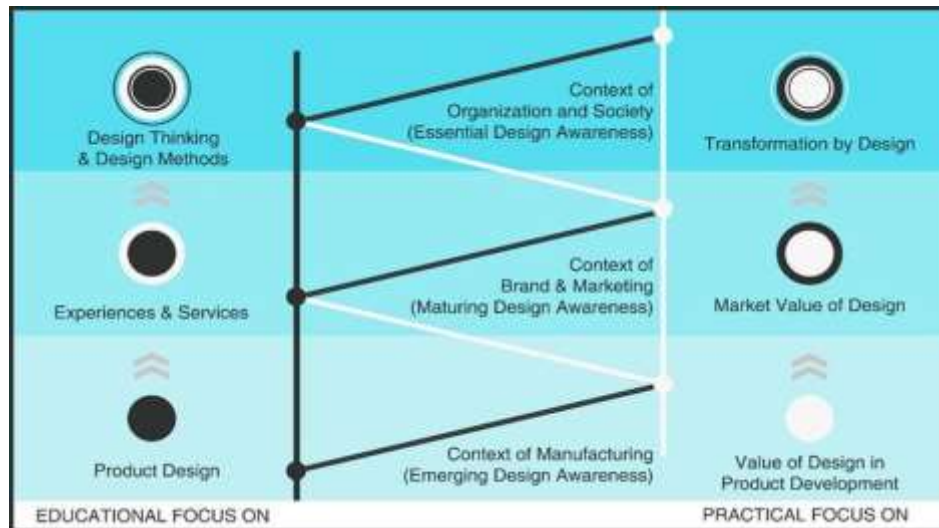 Design Thinking
& Design Methods
Context of
Organization and Society
(Essential Design Awareness)
Transformation by Design
Experiences & Services
Context of
Brand & Marketing
(Maturing Design Awareness)
Market Value of Design
Product Design
Context of Manufacturing
(Emerging Design Awareness)
Value of Design in
Product Development
EDUCATIONAL FOCUS ON
PRACTICAL FOCUS ON